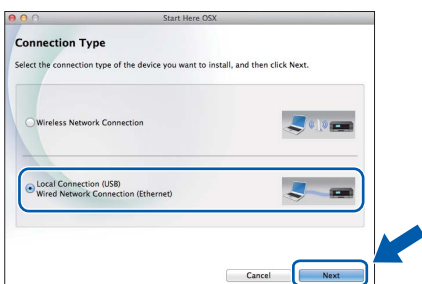 Start Here OSX
Connection Type
Select the connection type of the device you want to install, and then click Next.
Wireless Network Connection
Local Connection (USB)
Wired Network Connection (Ethernet)
Cancel
Next